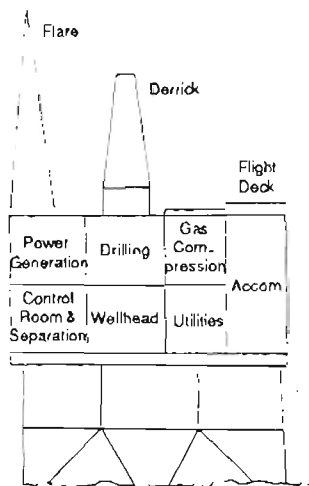 Flare
Derrick
Flight
Deck
Power
Generation
Drilling
Gas
Com-
pression
Accom
Control
Room &
Separation
Wellhead
Utilities